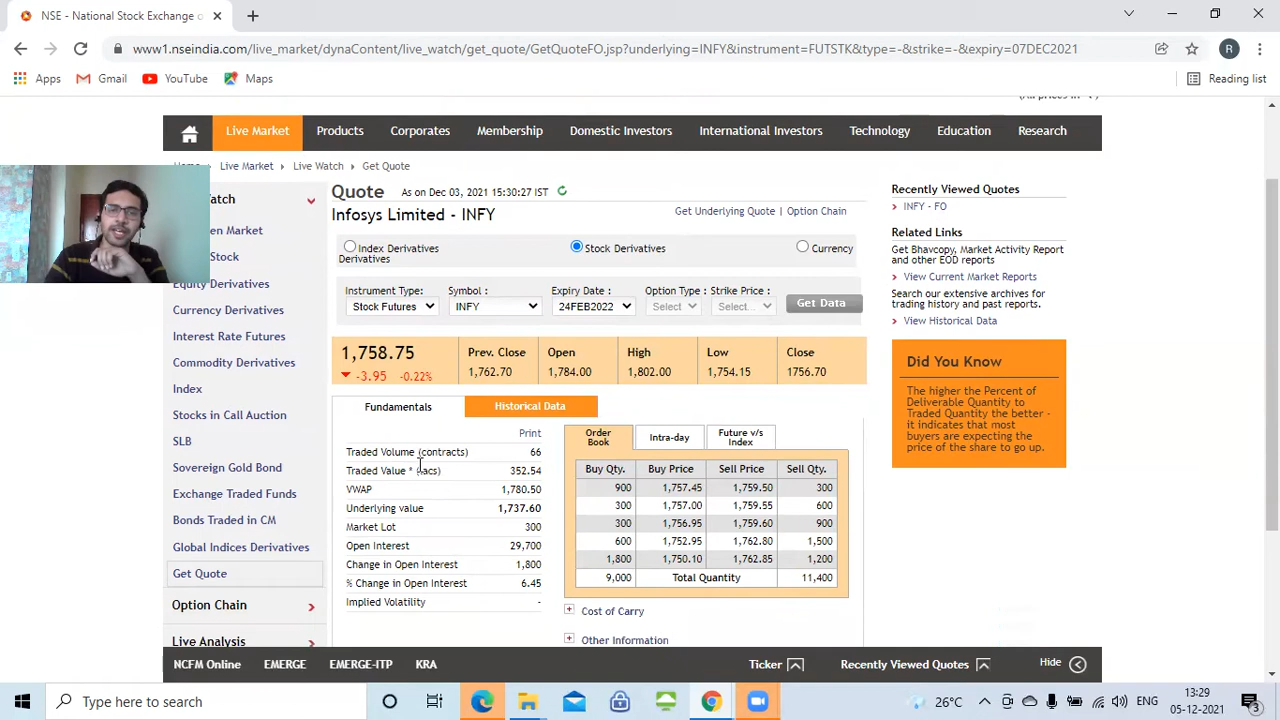 NSE - National Stock Exchange o
www1.nseindia.com/live_market/dynaContent/live_watch/get_quote/GetQuoteFO.jsp?underlying=INFY&instrument=FUTSTK&type=-&strike=-&expiry=07DEC2021
R
Apps Gmail YouTube Maps Reading list
Live Market Products Corporates Membership Domestic Investors International Investors Technology Education Research
Live Market Live Watch Get Quote
Currency Derivatives
Interest Rate Futures
Commodity Derivatives
Index
Stocks in Call Auction
SLB
Sovereign Gold Bond
Exchange Traded Funds
Bonds Traded in CM
Global Indices Derivatives
Get Quote
Option Chain
Live Analysis
Quote As on Dec 03, 2021 15:30:27 IST
Infosys Limited - INFY
Get Underlying Quote | Option Chain
Index Derivatives Stock Derivatives Currency
Derivatives
Instrument Type: Symbol : Expiry Date : Option Type : Strike Price :
Stock Futures INFY 24FEB2022 Select Select... Get Data
1,758.75 Prev. Close Open High Low Close
-3.95 -0.22% 1,762.70 1,784.00 1,802.00 1,754.15 1756.70
Fundamentals Historical Data
Print
Traded Volume (contracts) 66
Traded Value * (lacs) 352.54
VWAP 1,780.50
Underlying value 1,737.60
Market Lot 300
Open Interest 29,700
Change in Open Interest 1,800
% Change in Open Interest 6.45
Implied Volatility -
Order Book Intra-day Future v/s Index
Buy Qty. Buy Price Sell Price Sell Qty.
900 1,757.45 1,759.50 300
300 1,757.00 1,759.55 600
300 1,756.95 1,759.60 900
600 1,752.95 1,762.80 1,500
1,800 1,750.10 1,762.85 1,200
9,000 Total Quantity 11,400
Cost of Carry
Other Information
Recently Viewed Quotes
INFY - FO
Related Links
Get Bhavcopy, Market Activity Report
and other EOD reports
View Current Market Reports
Search our extensive archives for
trading history and past reports.
View Historical Data
Did You Know
The higher the Percent of
Deliverable Quantity to
Traded Quantity the better -
it indicates that most
buyers are expecting the
price of the share to go up.
NCFM Online EMERGE EMERGE-ITP KRA Ticker Recently Viewed Quotes Hide
Type here to search
26°C ENG 13:29
05-12-2021 3